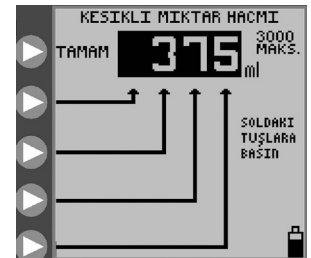 KESIKLI MIKTAR HACMI
TAMAM 375 ml 3000 MAKS.
SOLDAKI
TUŞLARA
BASIN